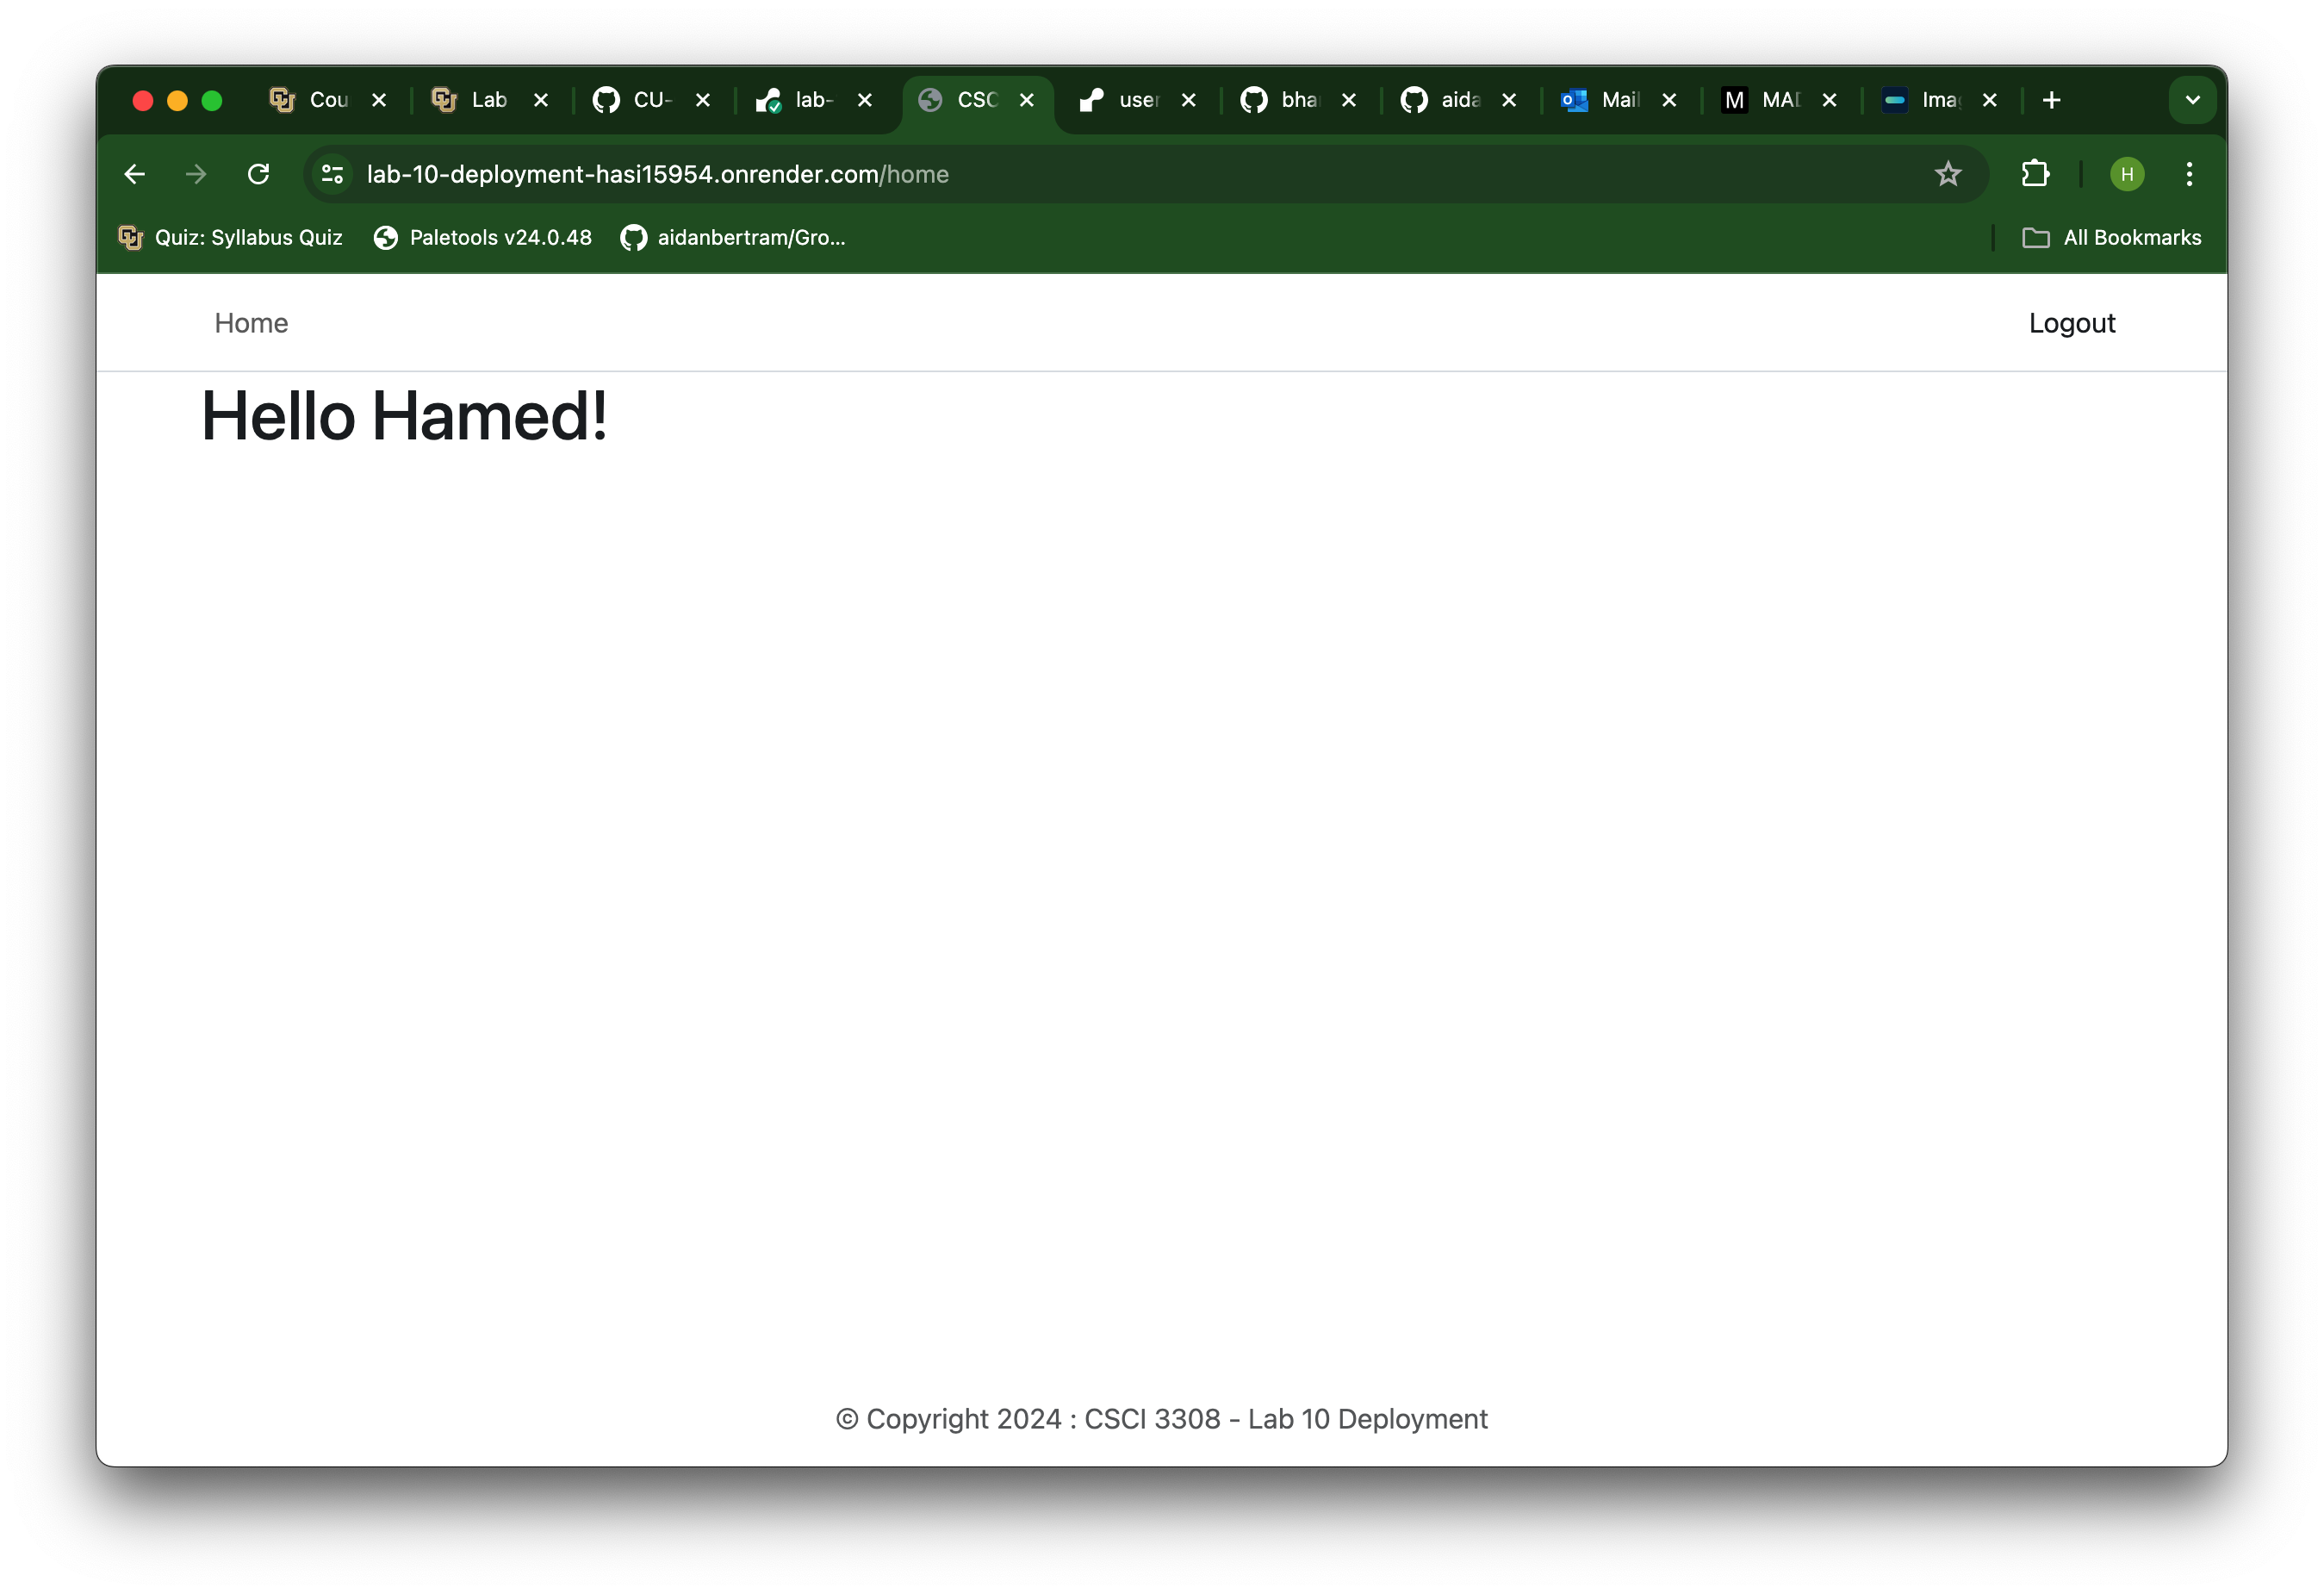 Cou Lab CU- lab- CSC user bha aida Mail MAD Ima
lab-10-deployment-hasi15954.onrender.com/home
H
Quiz: Syllabus Quiz Paletools v24.0.48 aidanbertram/Gro... All Bookmarks
Home Logout
Hello Hamed!
© Copyright 2024 : CSCI 3308 - Lab 10 Deployment